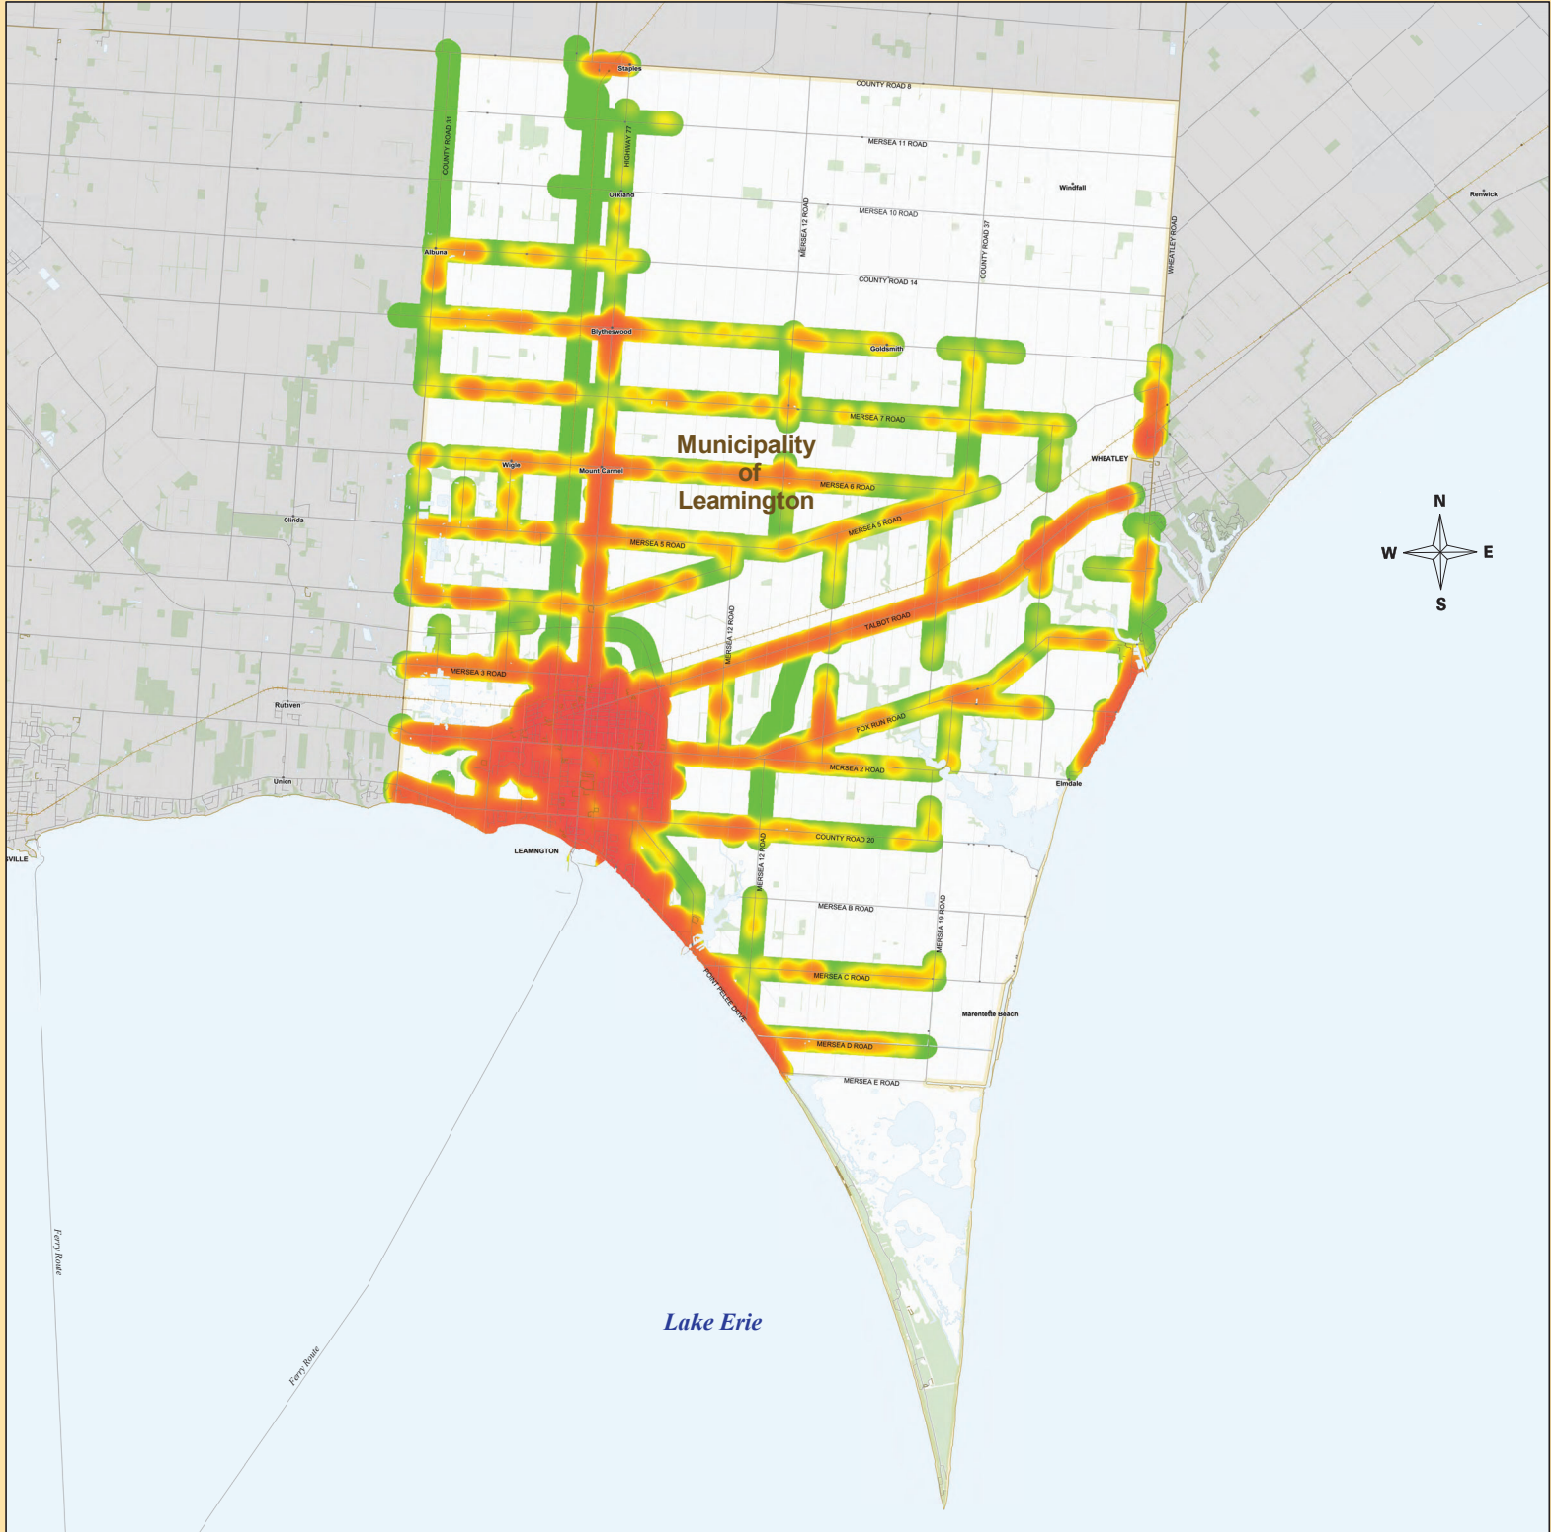 Staples
COUNTY ROAD 8
COUNTY ROAD 31
HIGHWAY 77
MERSEA 11 ROAD
Windfall
Renwick
MERSEA 12 ROAD
MERSEA 10 ROAD
COUNTY ROAD 37
WHEATLEY ROAD
Albuna
COUNTY ROAD 14
Blytheswood
Goldsmith
MERSEA 7 ROAD
Municipality
of
Leamington
WHEATLEY
Wigle
Mount Carmel
MERSEA 6 ROAD
N
W
E
S
Olinda
MERSEA 5 ROAD
MERSEA 5 ROAD
MERSEA 12 ROAD
TALBOT ROAD
MERSEA 3 ROAD
Ruthven
FOX RUN ROAD
MERSEA 2 ROAD
Union
Elmdale
COUNTY ROAD 20
MERSEA 12 ROAD
LEAMINGTON
SVILLE
MERSEA B ROAD
MERSEA 19 ROAD
MERSEA C ROAD
POINT PELEE DRIVE
Marentette Beach
MERSEA D ROAD
MERSEA E ROAD
Ferry Route
Lake Erie
Ferry Route